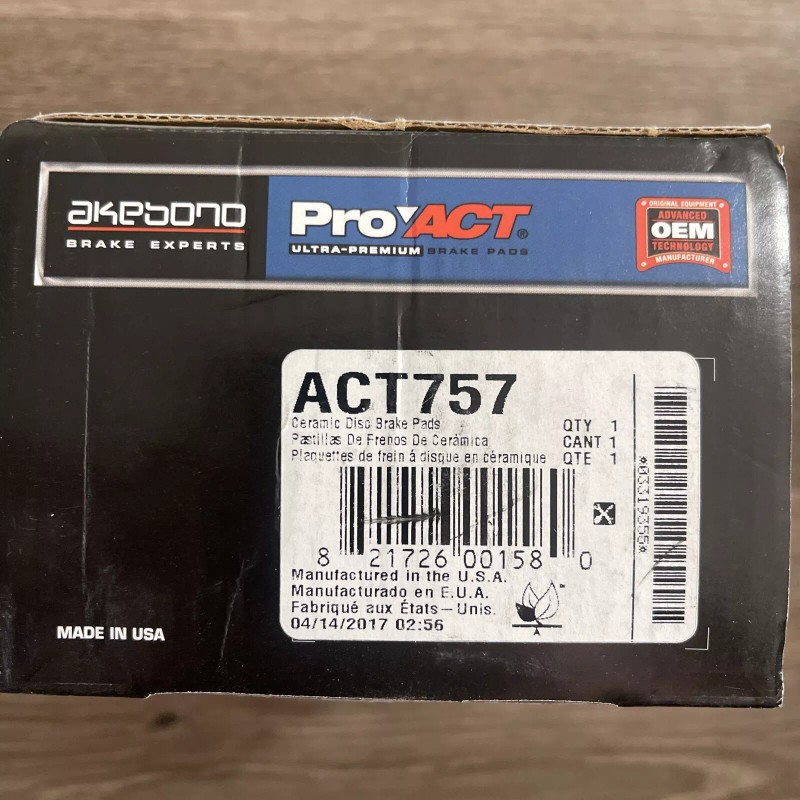 akebono
BRAKE EXPERTS
ProACT®
ULTRA-PREMIUM BRAKE PADS
ORIGINAL EQUIPMENT
ADVANCED
OEM
TECHNOLOGY
MANUFACTURER
ACT757
Ceramic Disc Brake Pads QTY 1
Pastillas De Frenos De Cerámica CANT 1
Plaquettes de frein á disque en céramique QTE 1
8 21726 00158 0
*03319355*
Manufactured in the U.S.A.
Manufacturado en E.U.A.
Fabriqué aux États-Unis.
04/14/2017 02:56
™
MADE IN USA